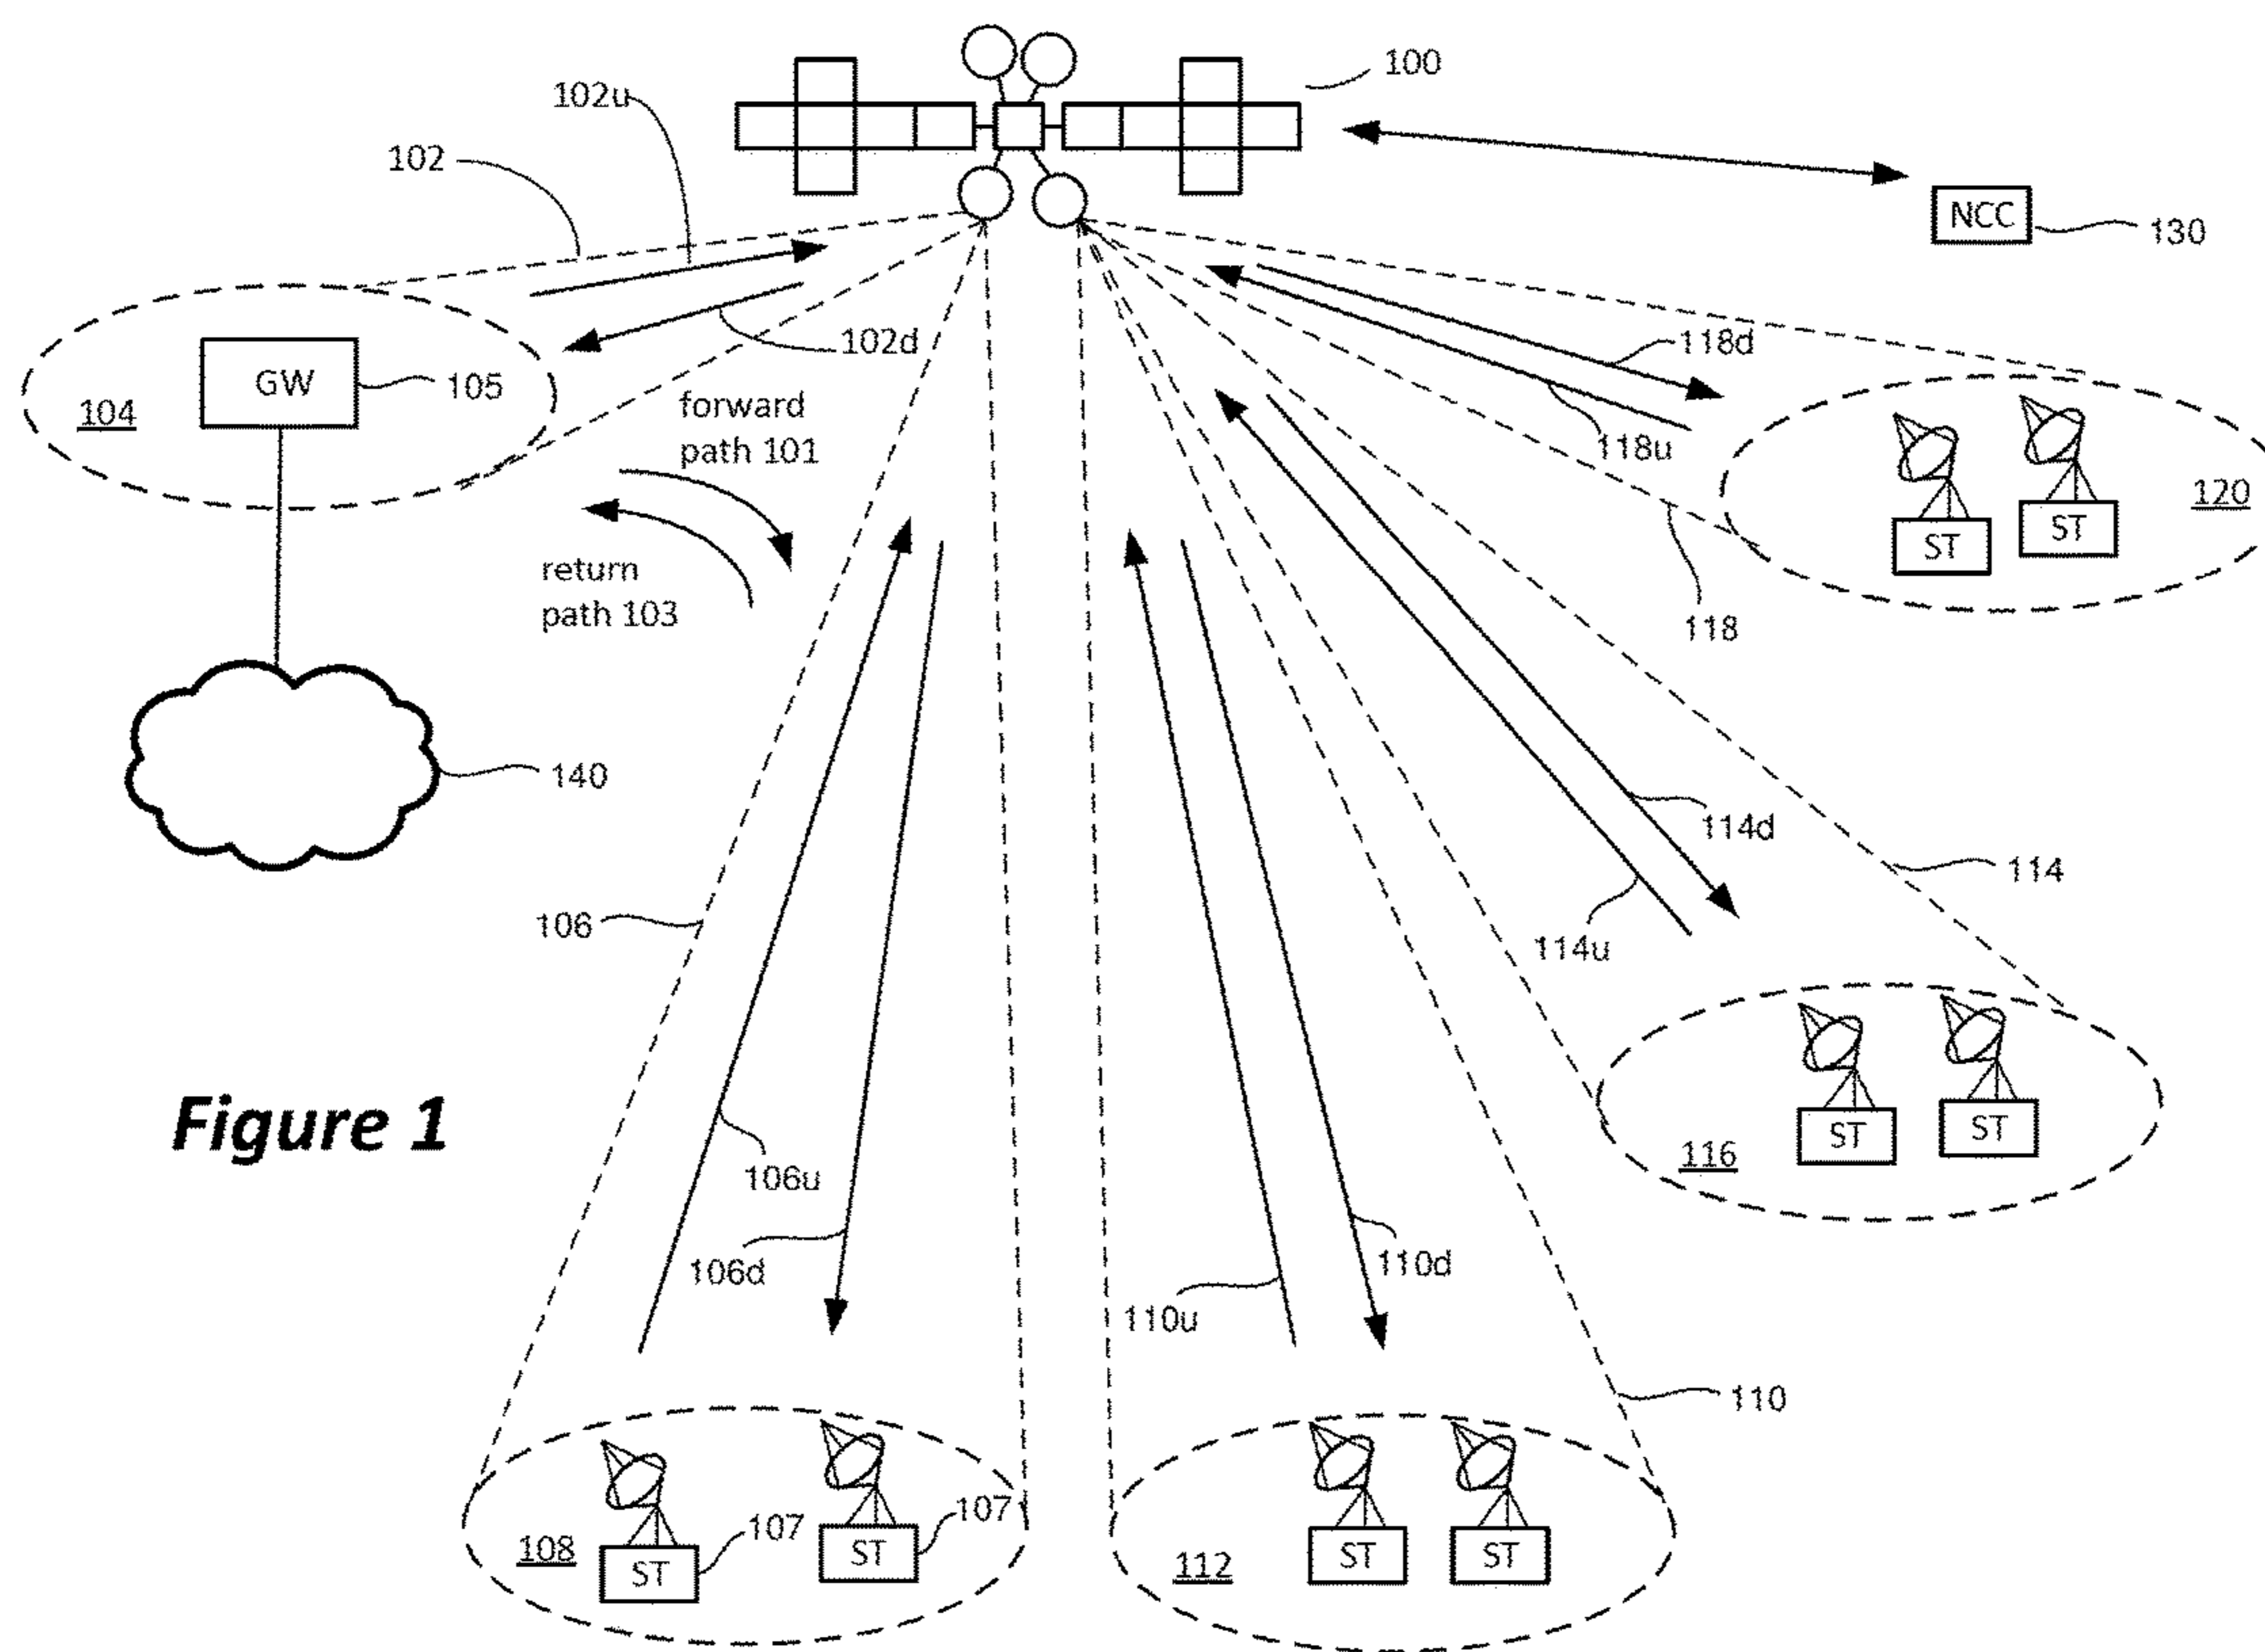 100
102u
102
NCC
130
118d
102d
GW
105
104
forward
path 101
118u
120
ST
ST
return
path 103
118
140
114d
114
106
114u
ST
ST
116
Figure 1
106u
106d
110d
110u
110
107
107
108
ST
ST
112
ST
ST